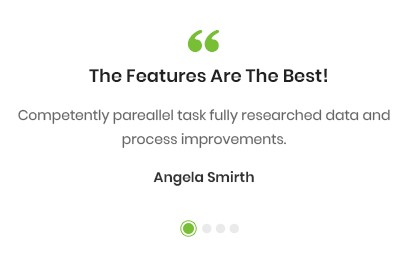 The Features Are The Best!
Competently pareallel task fully researched data and
process improvements.
Angela Smirth